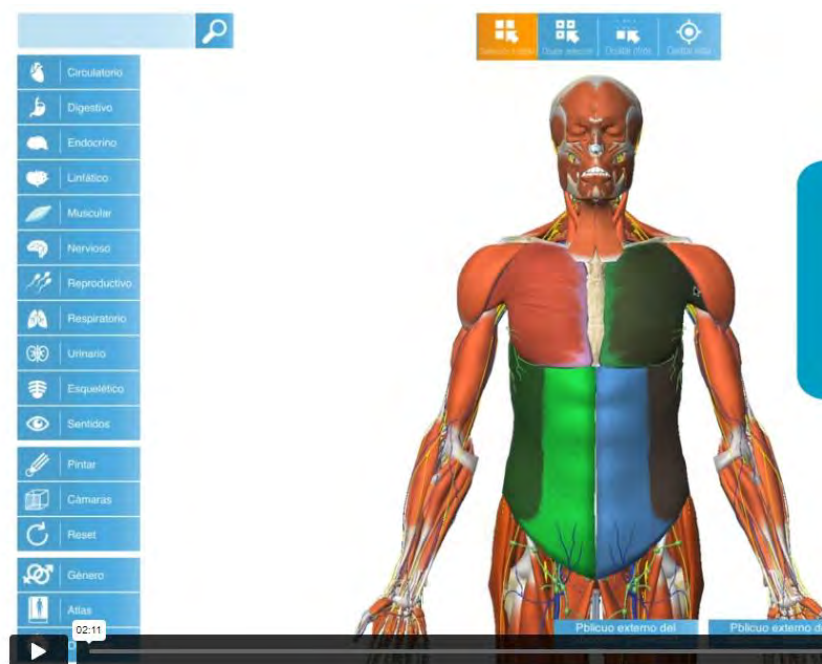 Circulatorio
Digestivo
Endocrino
Linfático
Muscular
Nervioso
Reproductivo
Respiratorio
Urinario
Esquelético
Sentidos
Pintar
Cámaras
Reset
Género
Atlas
02:11
Pblicuo externo del
Pblicuo externo